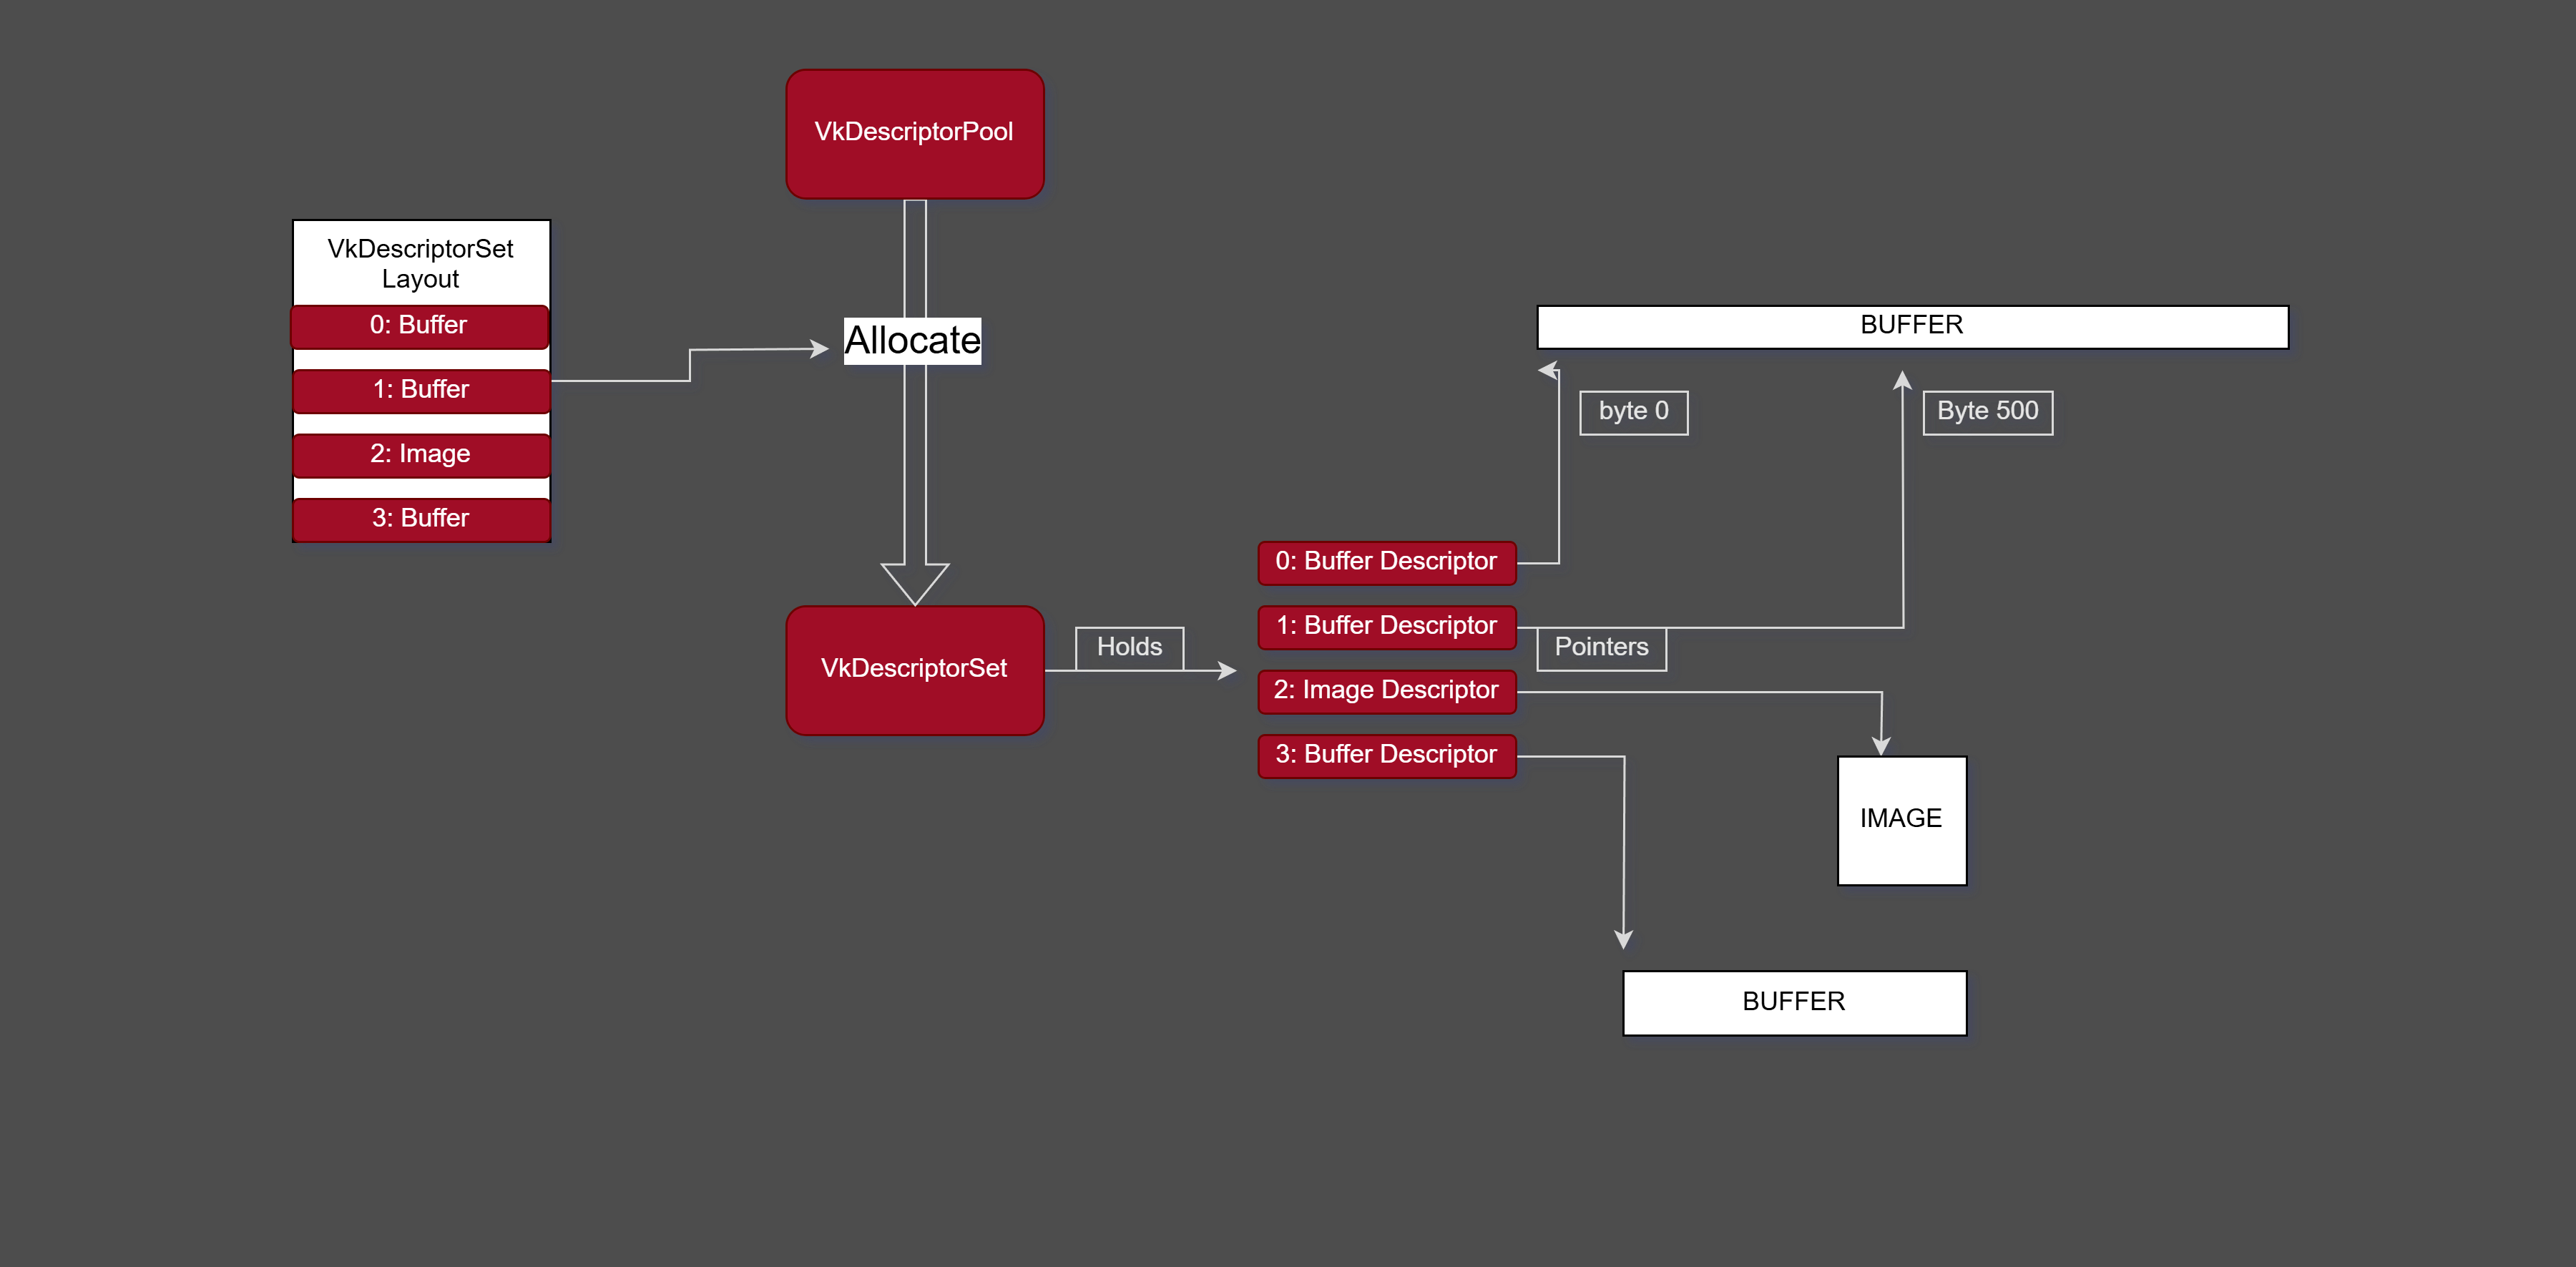 VkDescriptorPool
VkDescriptorSet
Layout
0: Buffer
1: Buffer
2: Image
3: Buffer
Allocate
VkDescriptorSet
Holds
0: Buffer Descriptor
1: Buffer Descriptor
2: Image Descriptor
3: Buffer Descriptor
Pointers
BUFFER
byte 0
Byte 500
IMAGE
BUFFER